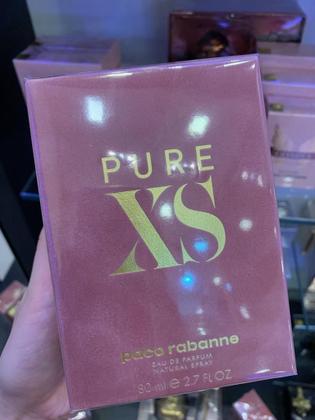 PURE
XS
paco rabanne
EAU DE PARFUM
NATURAL SPRAY
80 ml e 2.7 FL.OZ